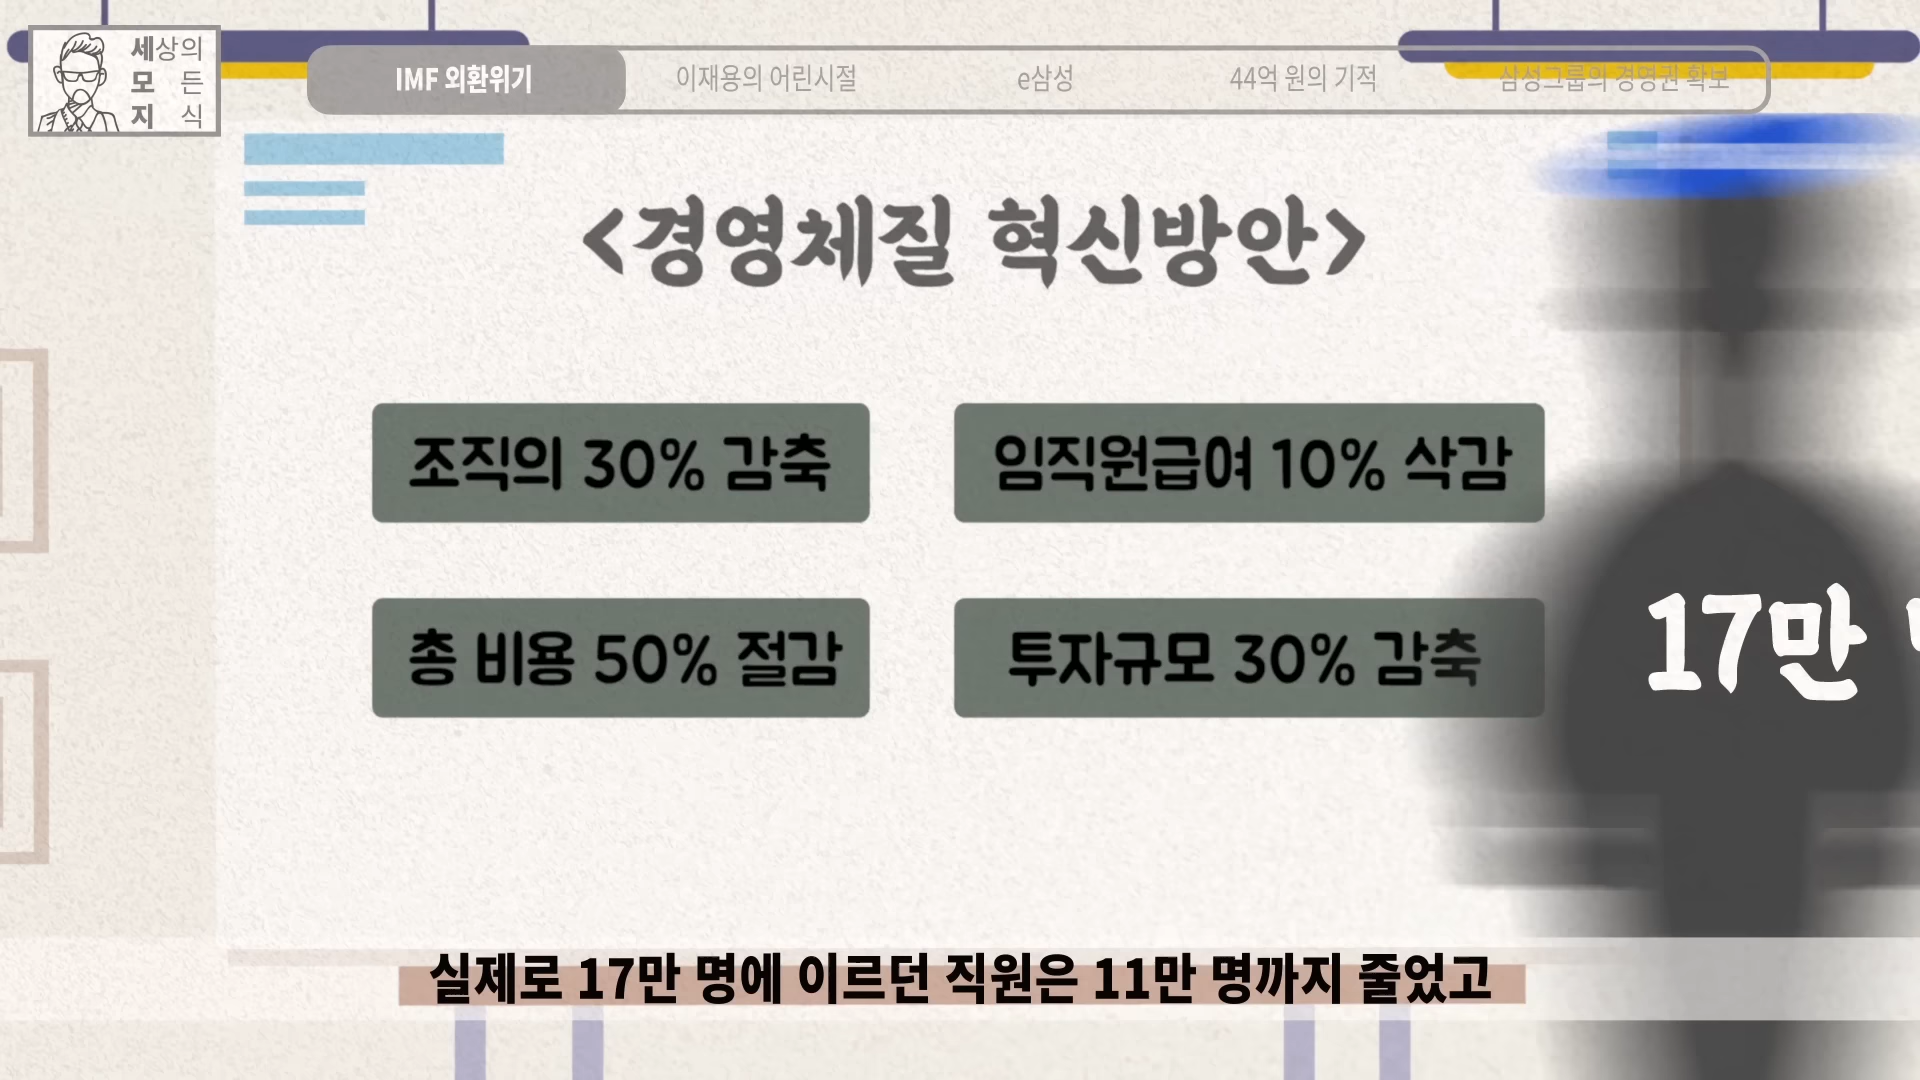 세상의
모든
지식
IMF 외환위기
이재용의 어린시절
e삼성
44억 원의 기적
삼성그룹의 경영권 확보
<경영체질 혁신방안>
조직의 30% 감축
임직원급여 10% 삭감
총 비용 50% 절감
투자규모 30% 감축
17만
실제로 17만 명에 이르던 직원은 11만 명까지 줄었고